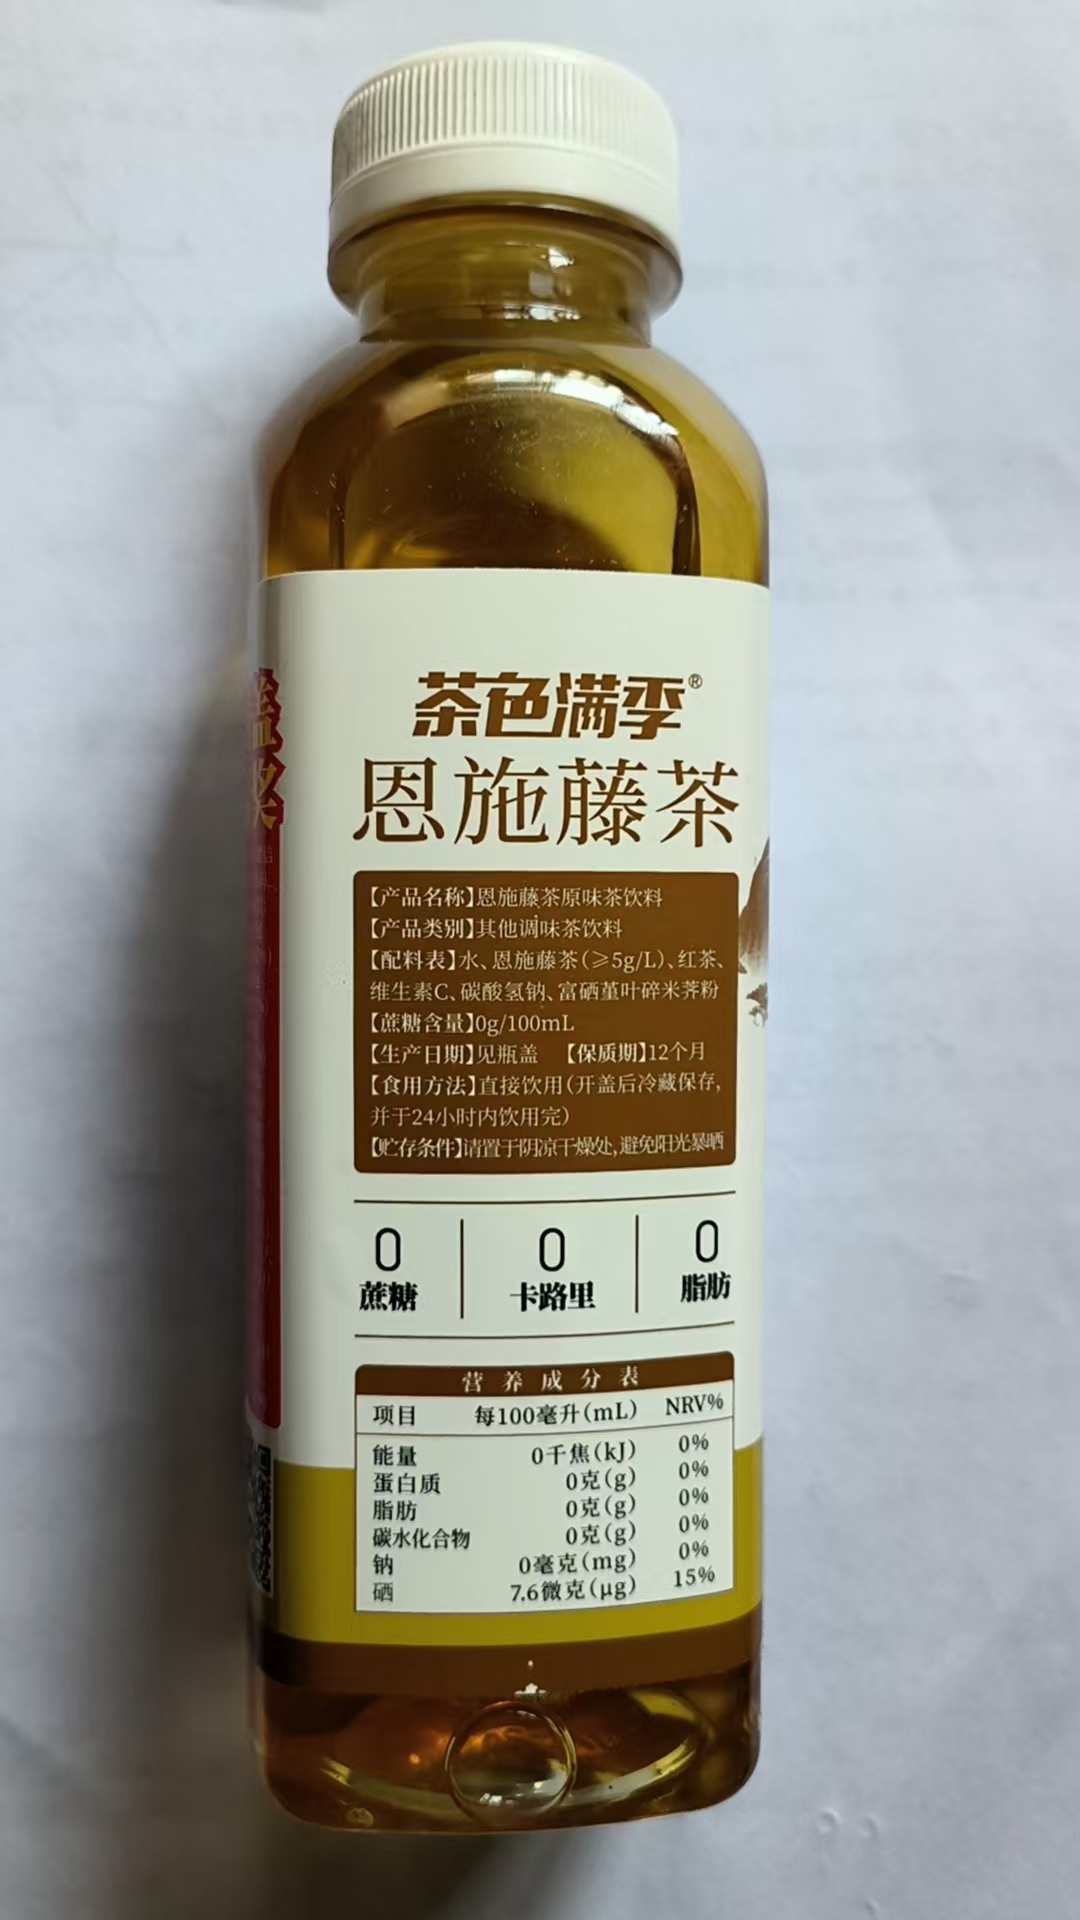 茶色满季®
恩施藤茶
【产品名称】恩施藤茶原味茶饮料
【产品类别】其他调味茶饮料
【配料表】水、恩施藤茶(≥5g/L)、红茶、
维生素C、碳酸氢钠、富硒堇叶碎米荠粉
【蔗糖含量】0g/100mL
【生产日期】见瓶盖 【保质期】12个月
【食用方法】直接饮用(开盖后冷藏保存,
并于24小时内饮用完)
【贮存条件】请置于阴凉干燥处,避免阳光暴晒
0 0 0
蔗糖 卡路里 脂肪
营养成分表
项目 每100毫升(mL) NRV%
能量 0千焦(kJ) 0%
蛋白质 0克(g) 0%
脂肪 0克(g) 0%
碳水化合物 0克(g) 0%
钠 0毫克(mg) 0%
硒 7.6微克(μg) 15%